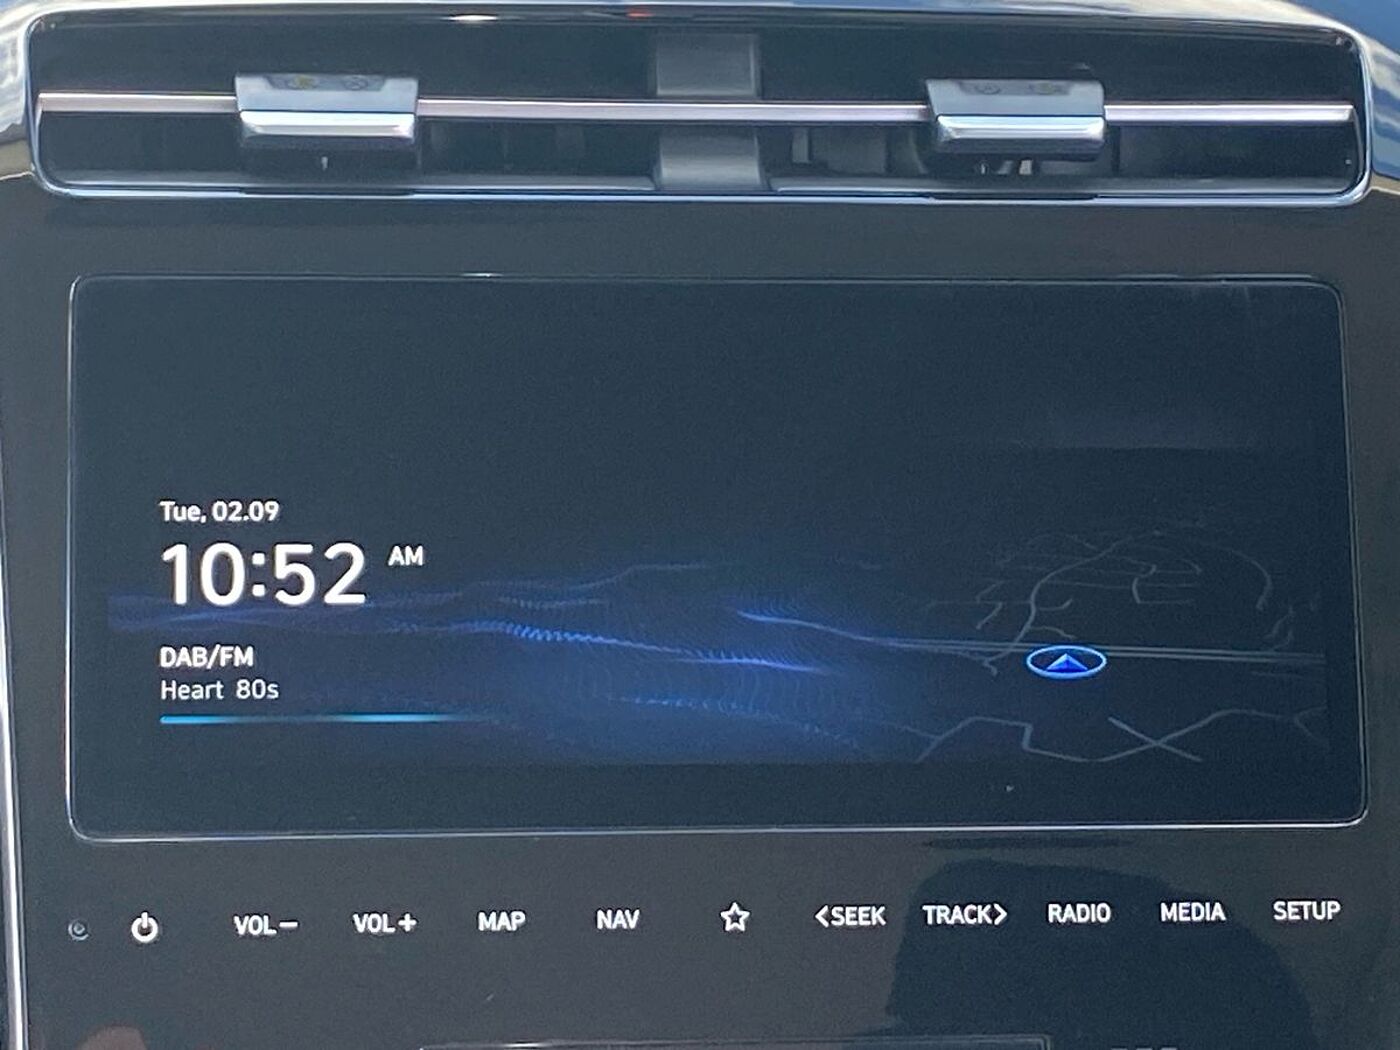 Tue, 02.09
10:52 AM
DAB/FM
Heart 80s
VOL− VOL+ MAP NAV <SEEK TRACK> RADIO MEDIA SETUP